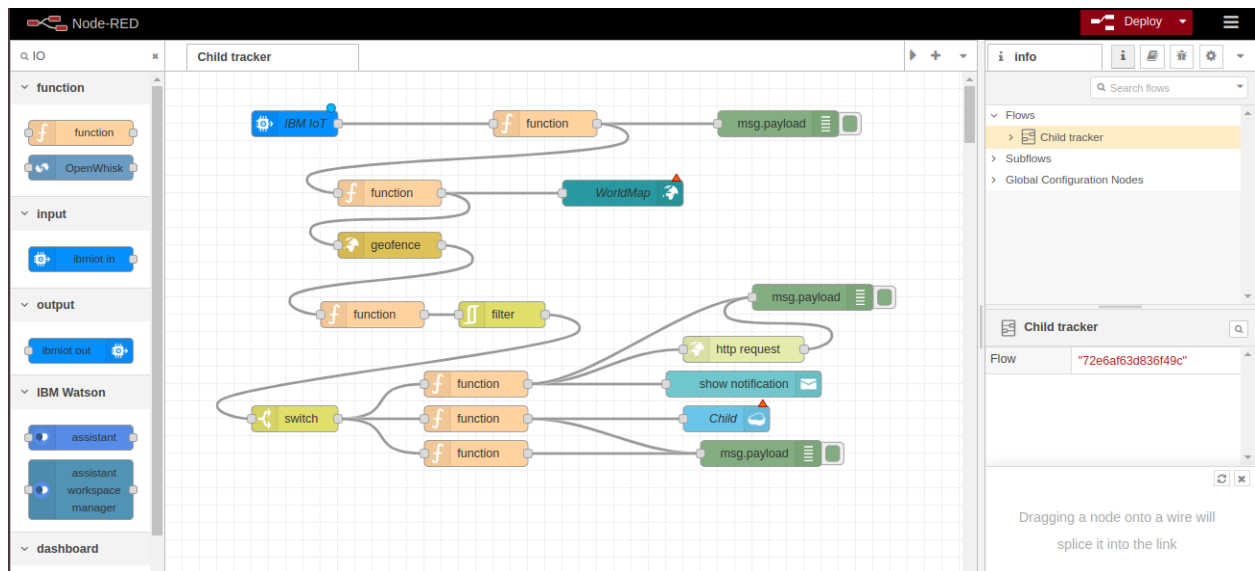 Node-RED
Deploy
IO
Child tracker
info
function
function
OpenWhisk
input
ibmiot in
output
ibmiot out
IBM Watson
assistant
assistant
workspace
manager
dashboard
IBM IoT
function
msg.payload
function
WorldMap
geofence
function
filter
msg.payload
http request
function
show notification
switch
function
Child
function
msg.payload
Search flows
Flows
Child tracker
Subflows
Global Configuration Nodes
Child tracker
Flow
"72e6af63d836f49c"
Dragging a node onto a wire will
splice it into the link